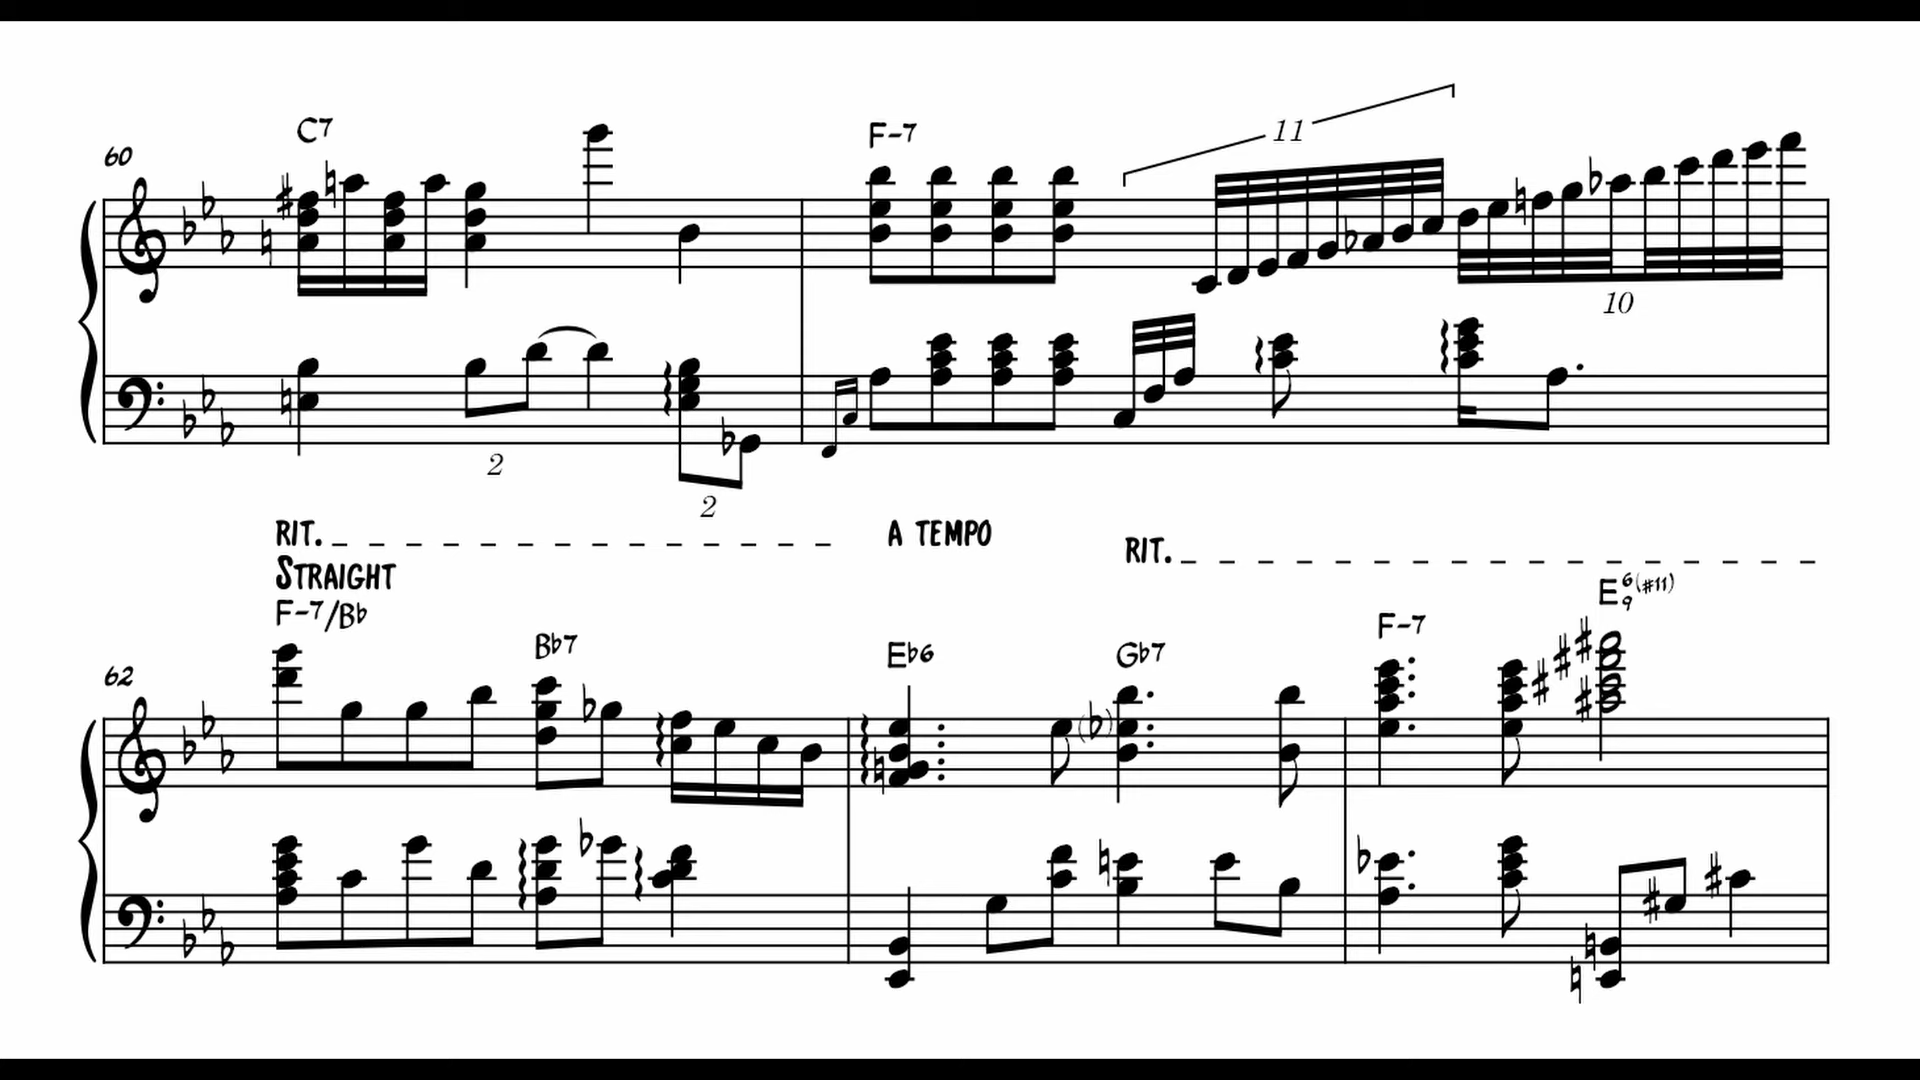 60
C7
F-7
11
10
2
2
RIT.
A TEMPO
RIT.
STRAIGHT
F-7/Bb
Bb7
Eb6
Gb7
F-7
E6/9(#11)
62